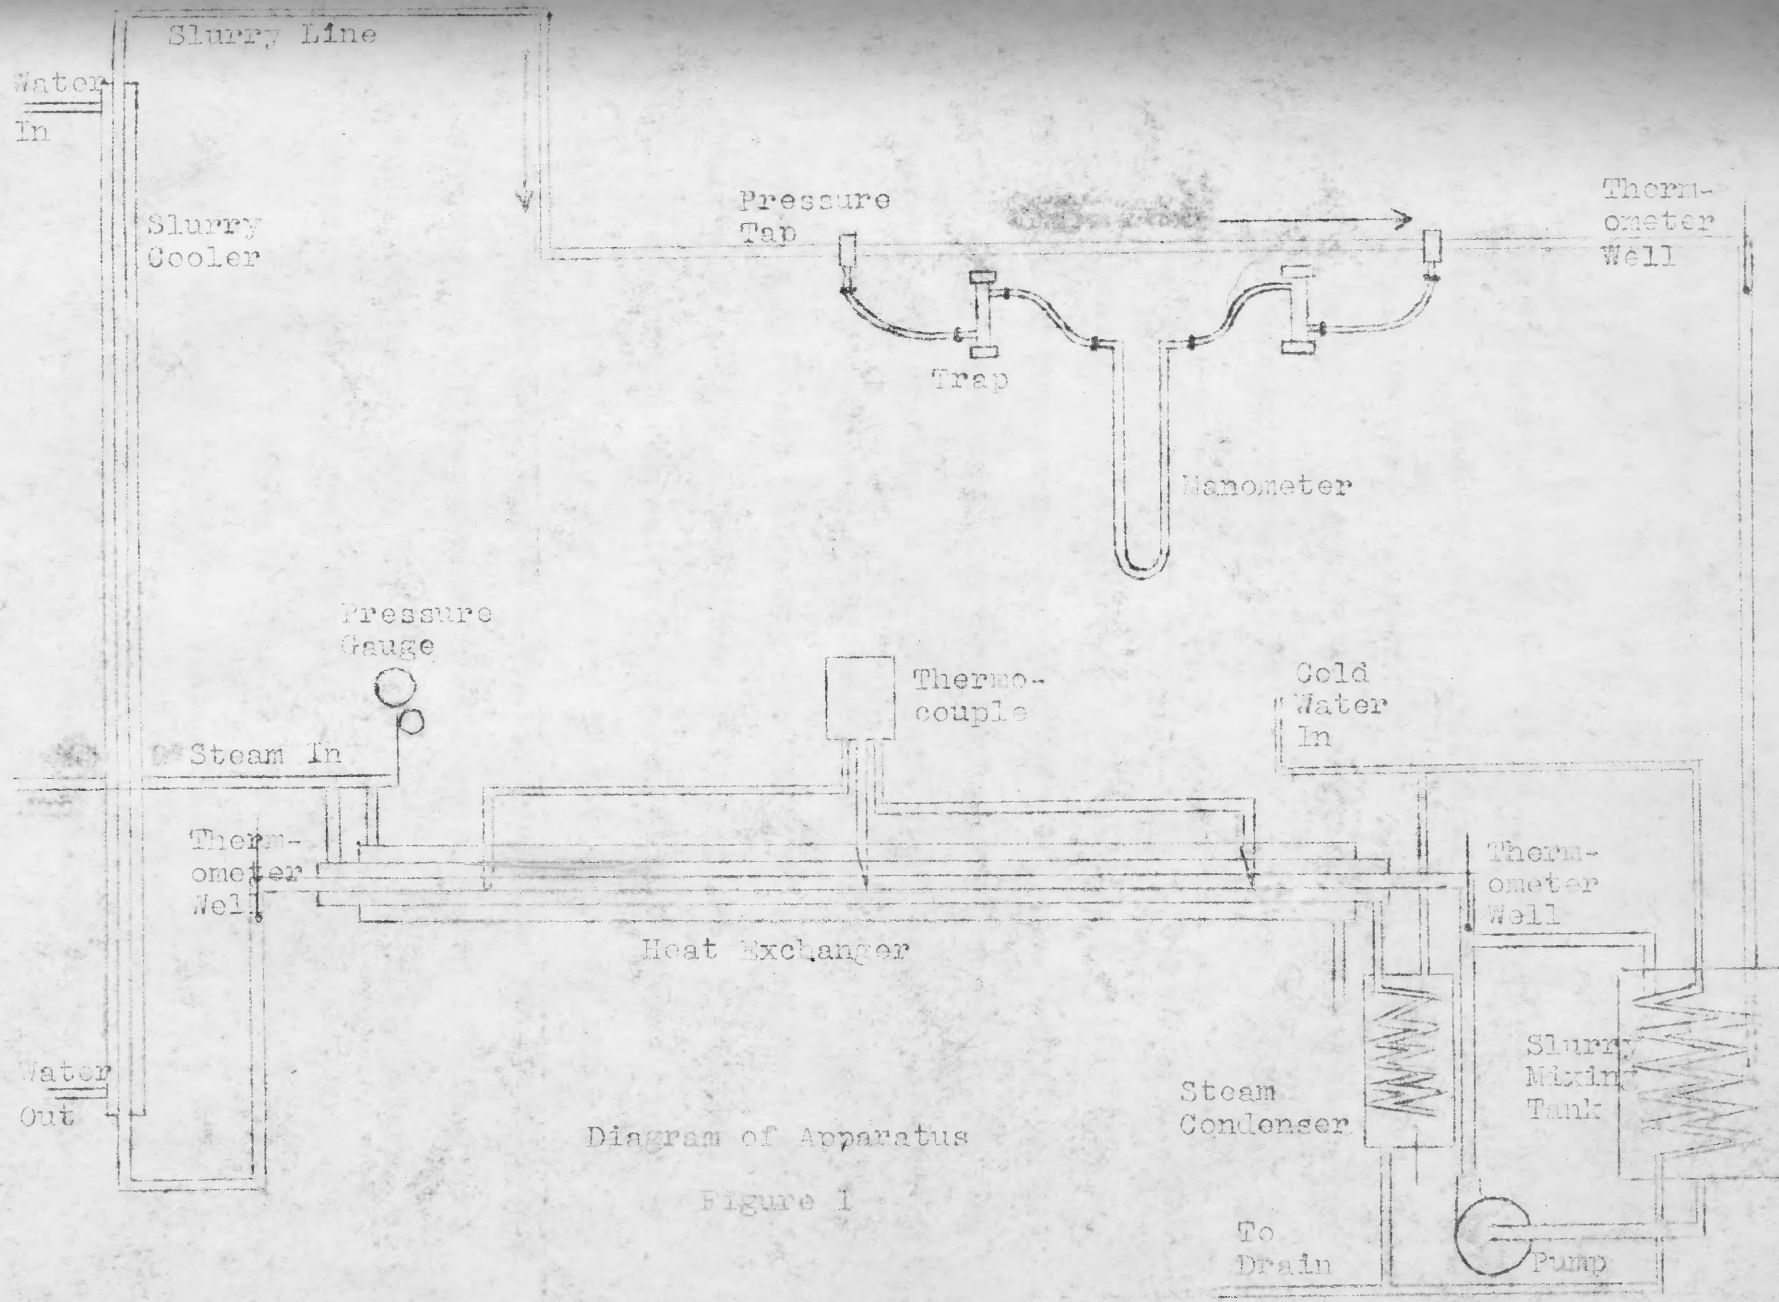 Slurry Line
Water
In
Slurry
Cooler
Pressure
Tap
Therm-
ometer
Well
Trap
Manometer
Pressure
Gauge
Thermo-
couple
Cold
Water
In
Steam In
Therm-
ometer
Well
Therm-
ometer
Well
Heat Exchanger
Water
Out
Steam
Condenser
Slurry
Mixing
Tank
Diagram of Apparatus
Figure 1
To
Drain
Pump